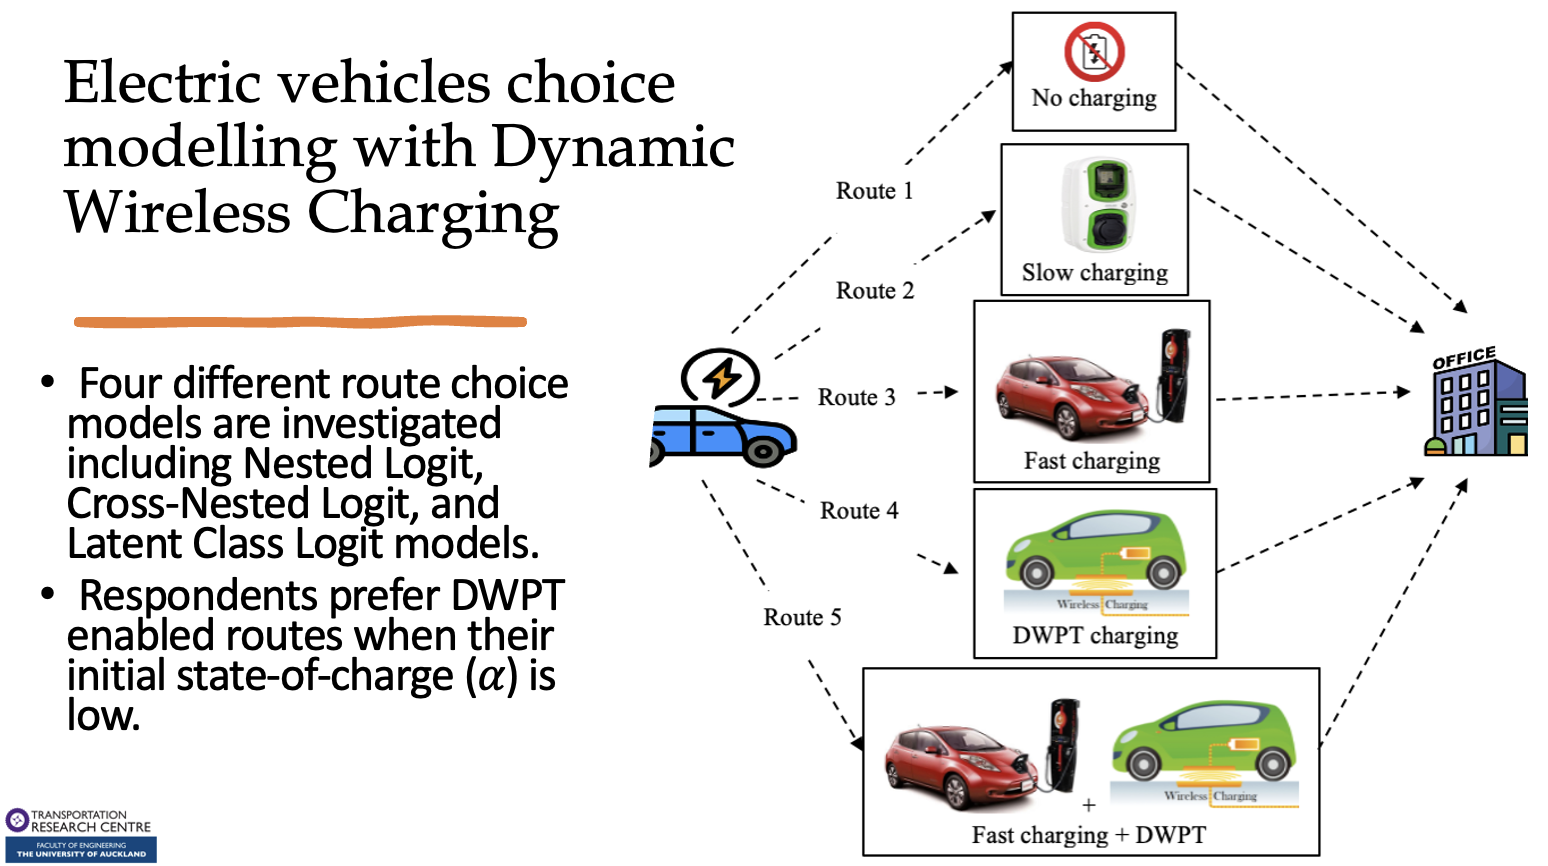 Electric vehicles choice
modelling with Dynamic
Wireless Charging
• Four different route choice
models are investigated
including Nested Logit,
Cross-Nested Logit, and
Latent Class Logit models.
• Respondents prefer DWPT
enabled routes when their
initial state-of-charge (α) is
low.
TRANSPORTATION
RESEARCH CENTRE
FACULTY OF ENGINEERING
THE UNIVERSITY OF AUCKLAND
Route 1
Route 2
Route 3
Route 4
Route 5
No charging
Slow charging
Fast charging
Wireless Charging
DWPT charging
+
Wireless Charging
Fast charging + DWPT
OFFICE